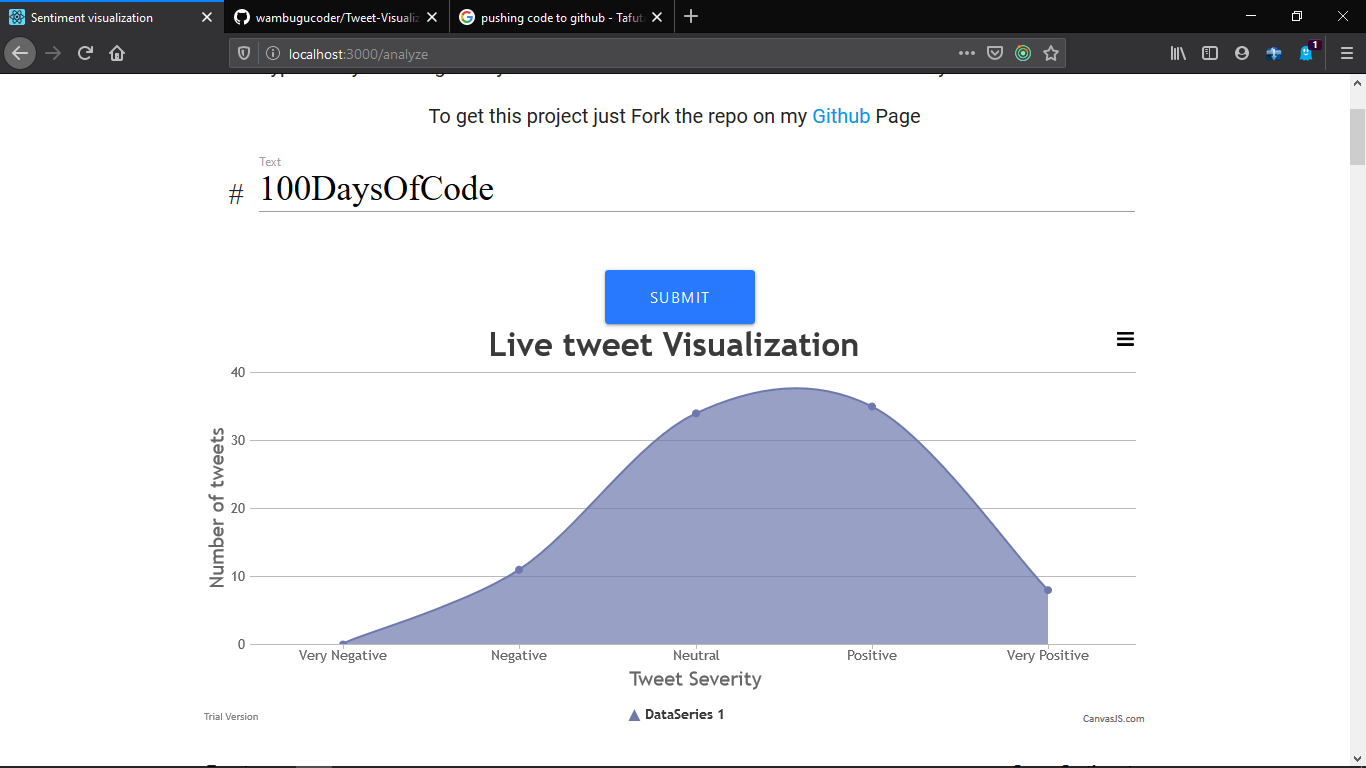 Sentiment visualization
wambugucoder/Tweet-Visualiz
pushing code to github - Tafut
localhost:3000/analyze
1
To get this project just Fork the repo on my Github Page
Text
# 100DaysOfCode
SUBMIT
Live tweet Visualization
Number of tweets
40
30
20
10
0
Very Negative Negative Neutral Positive Very Positive
Tweet Severity
DataSeries 1
Trial Version
CanvasJS.com